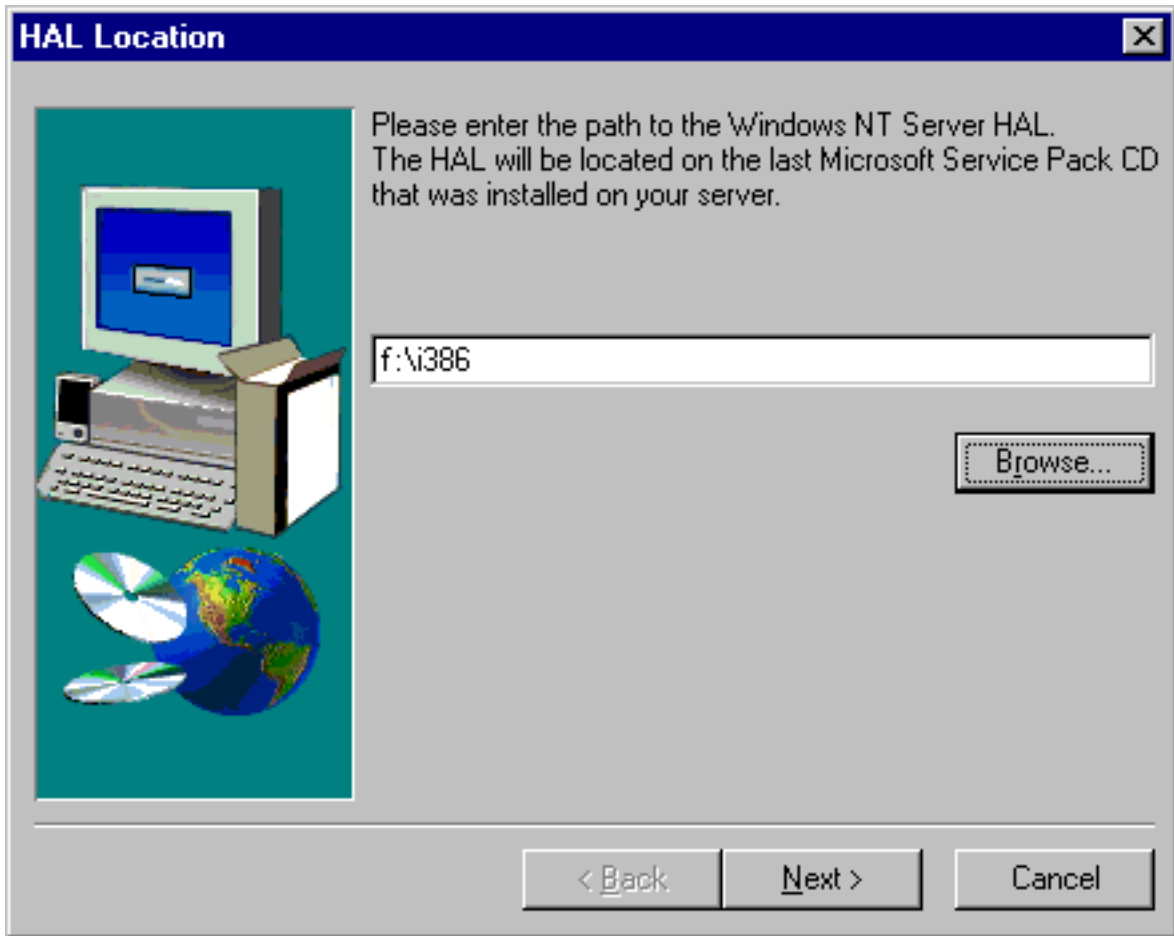 HAL Location
Please enter the path to the Windows NT Server HAL.
The HAL will be located on the last Microsoft Service Pack CD
that was installed on your server.
f:\i386
Browse...
< Back Next > Cancel